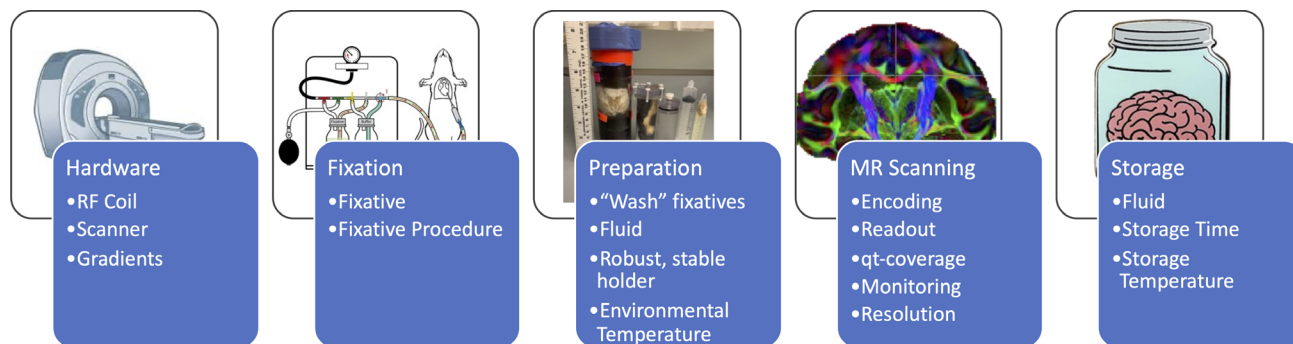 Hardware
•RF Coil
•Scanner
•Gradients
Fixation
•Fixative
•Fixative Procedure
Preparation
•“Wash” fixatives
•Fluid
•Robust, stable
holder
•Environmental
Temperature
MR Scanning
•Encoding
•Readout
•qt-coverage
•Monitoring
•Resolution
Storage
•Fluid
•Storage Time
•Storage
Temperature